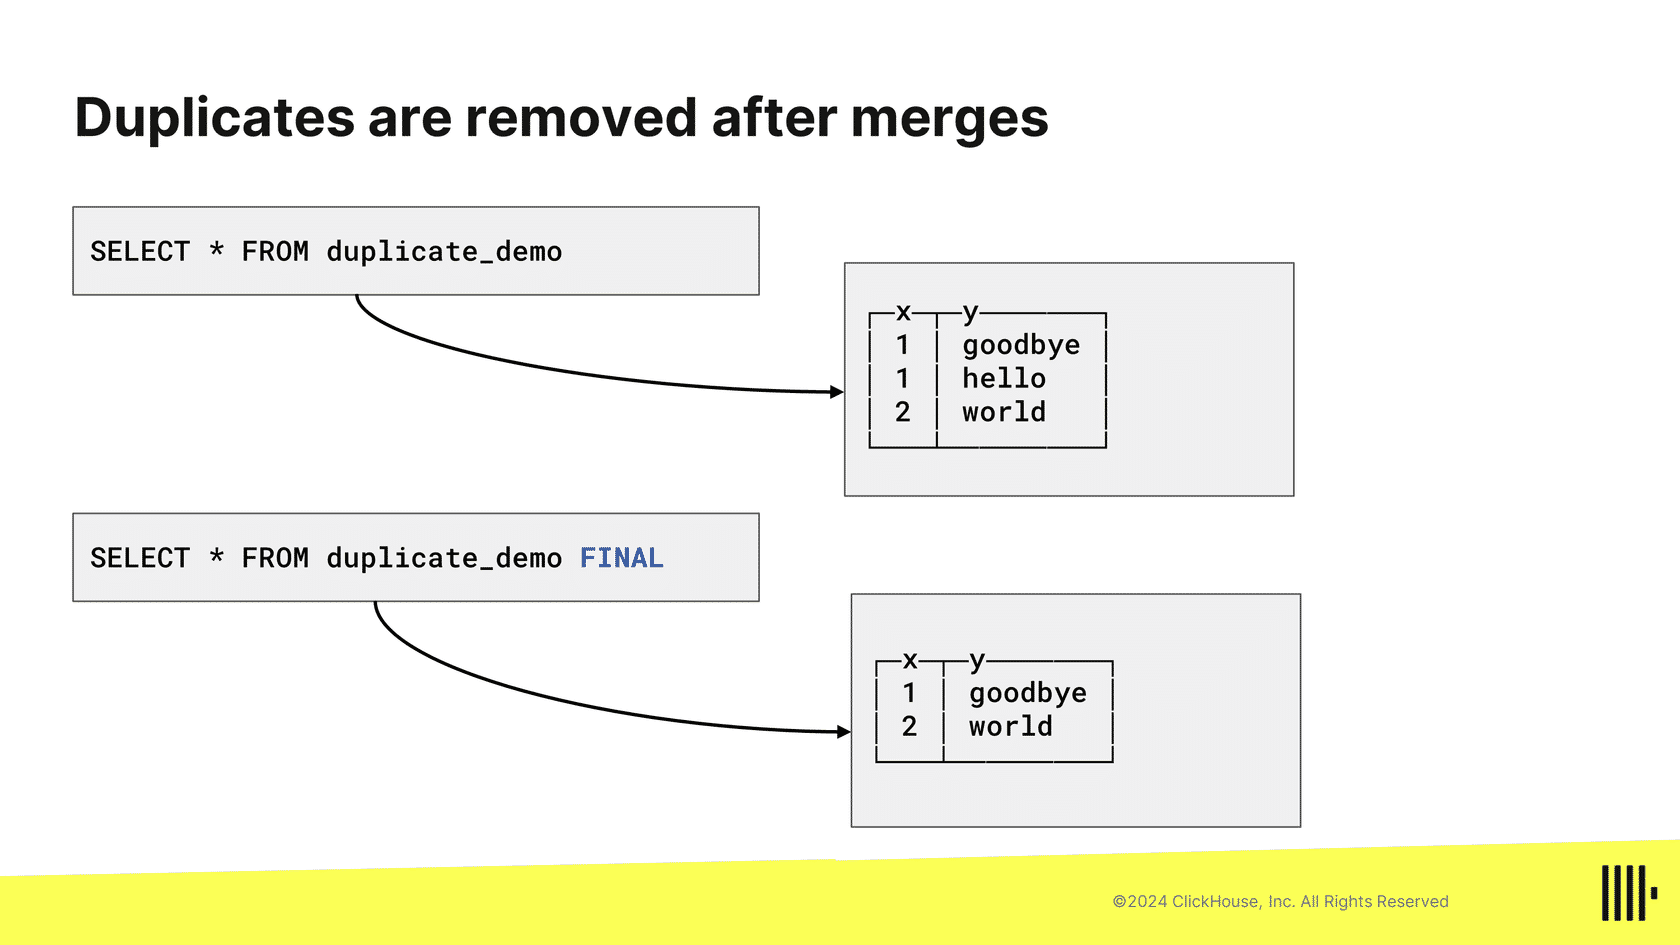 Duplicates are removed after merges
SELECT * FROM duplicate_demo
x y
1 goodbye
1 hello
2 world
SELECT * FROM duplicate_demo FINAL
x y
1 goodbye
2 world
©2024 ClickHouse, Inc. All Rights Reserved